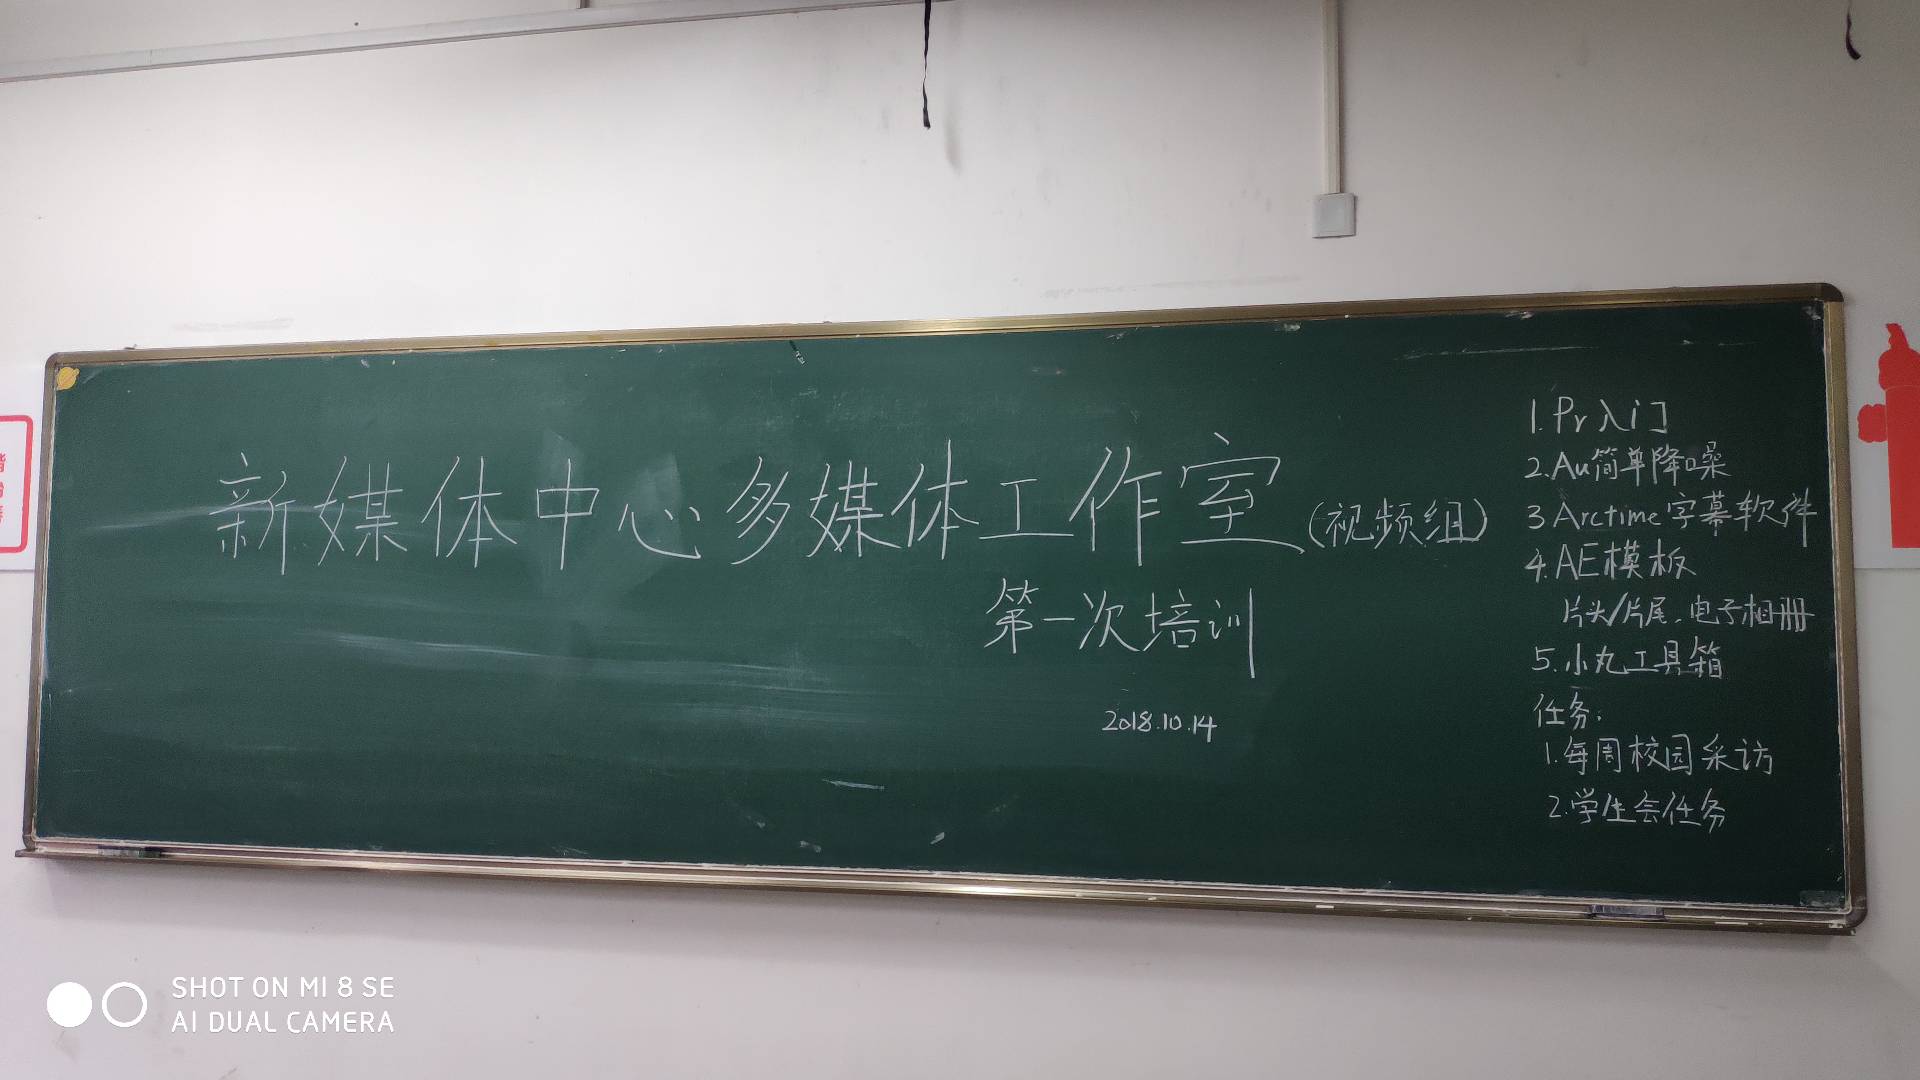 新媒体中心多媒体工作室(视频组)
第一次培训
2018.10.14
1.Pr入门
2.Au简单降噪
3 Arctime字幕软件
4.AE模板
片头/片尾、电子相册
5.小丸工具箱
任务:
1.每周校园采访
2.学生会任务
SHOT ON MI 8 SE
AI DUAL CAMERA